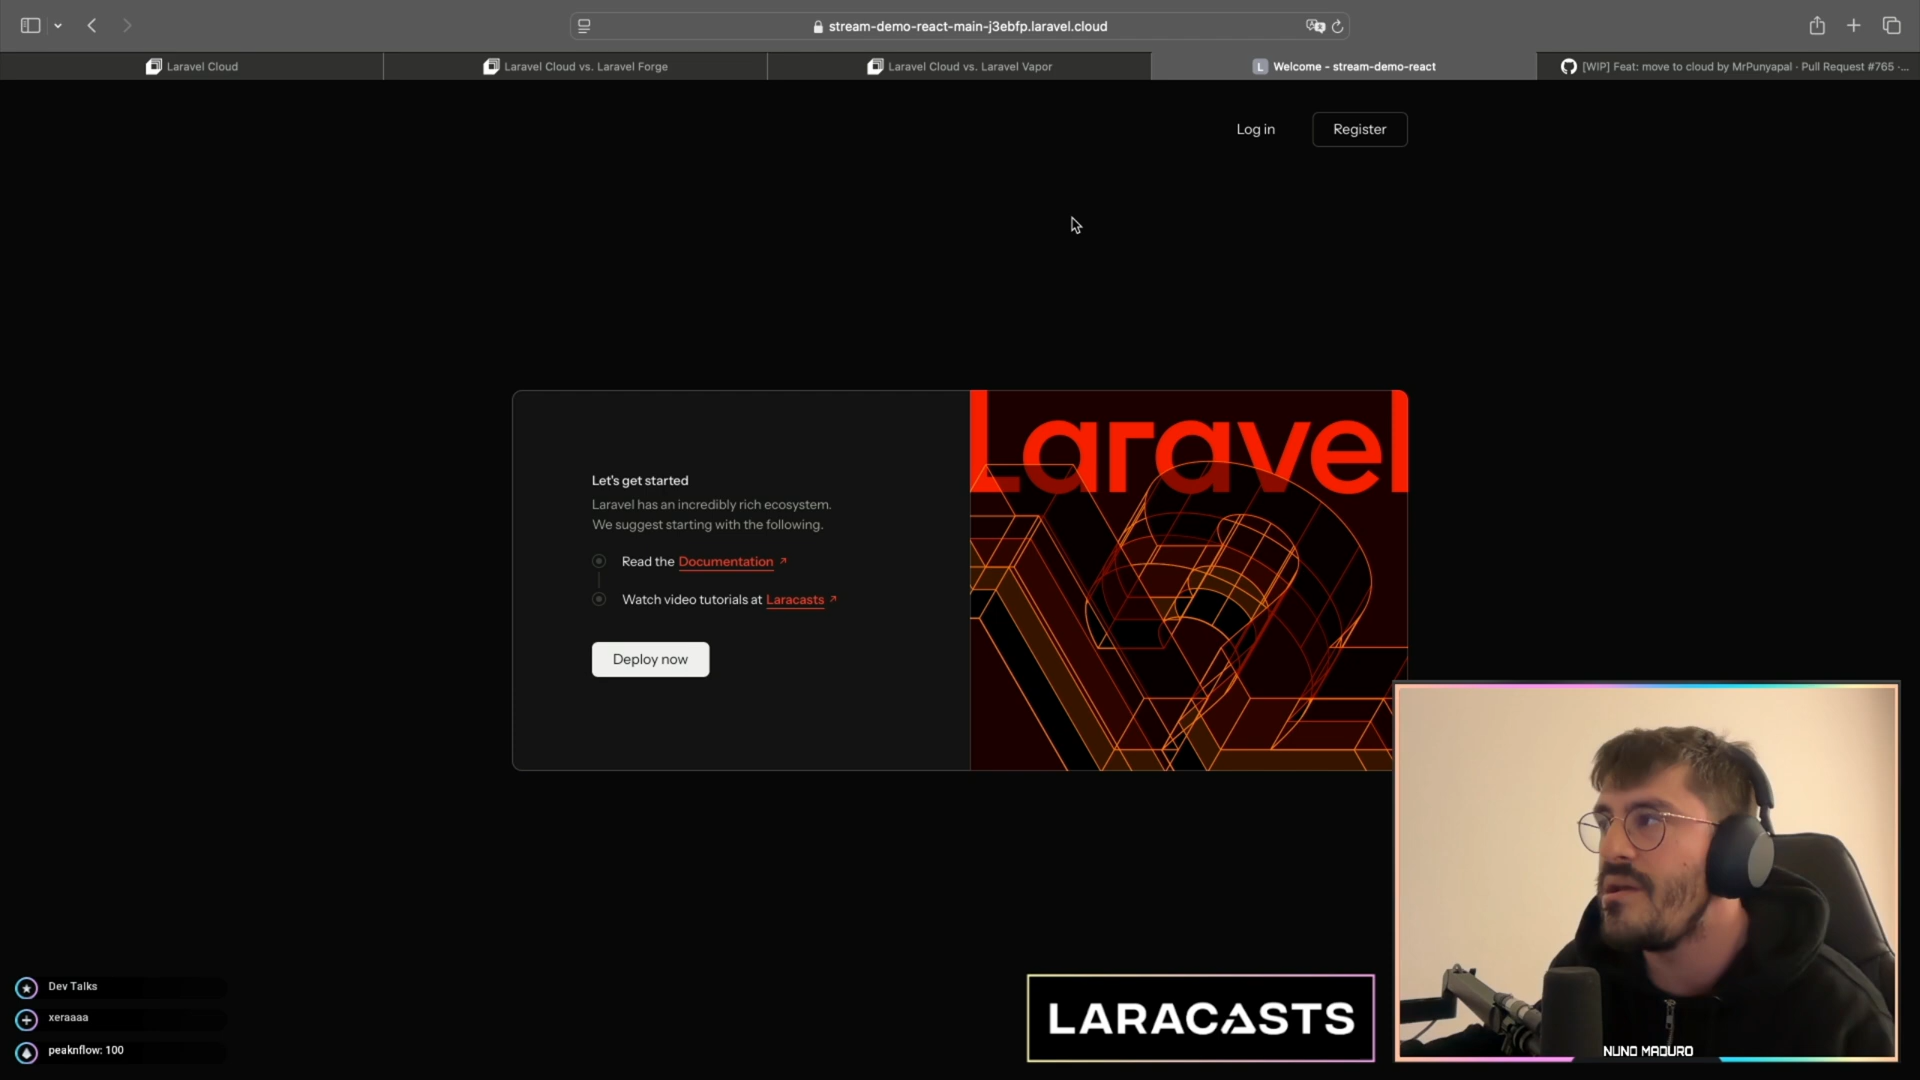 stream-demo-react-main-j3ebfp.laravel.cloud
Laravel Cloud
Laravel Cloud vs. Laravel Forge
Laravel Cloud vs. Laravel Vapor
L Welcome - stream-demo-react
[WIP] Feat: move to cloud by MrPunyapal · Pull Request #765 ·...
Log in
Register
Let's get started
Laravel has an incredibly rich ecosystem.
We suggest starting with the following.
Read the Documentation
Watch video tutorials at Laracasts
Deploy now
Laravel
Dev Talks
xeraaaa
peaknflow: 100
LARACASTS
NUNO MADURO